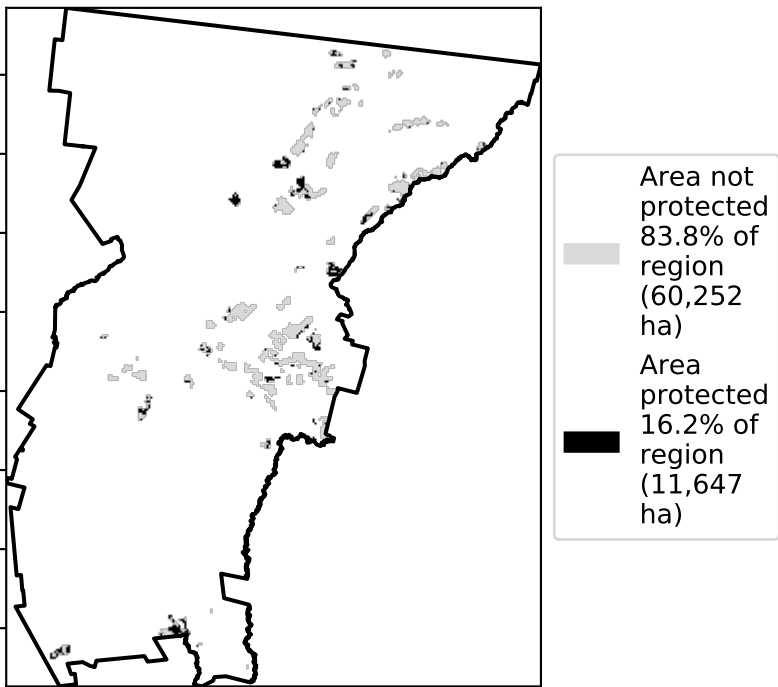 Area not
protected
83.8% of
region
(60,252
ha)
Area
protected
16.2% of
region
(11,647
ha)